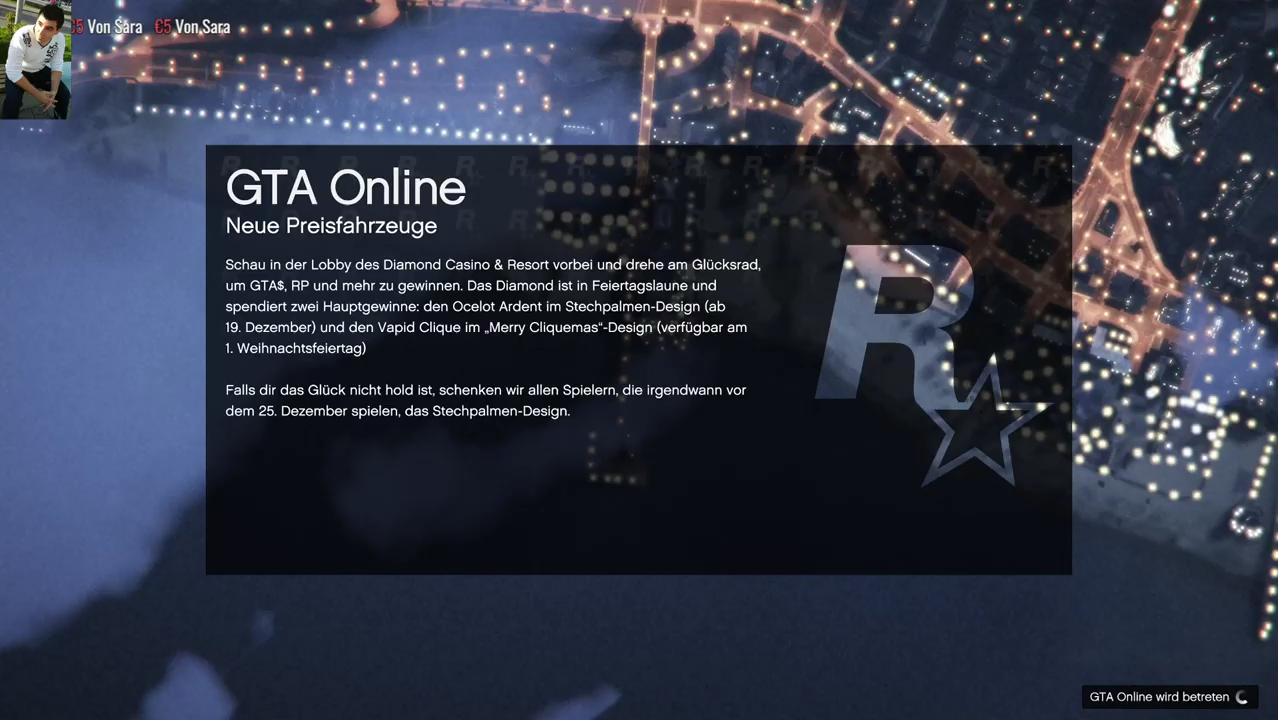 €5 Von Sara €5 Von Sara
GTA Online
Neue Preisfahrzeuge
Schau in der Lobby des Diamond Casino & Resort vorbei und drehe am Glücksrad,
um GTA$, RP und mehr zu gewinnen. Das Diamond ist in Feiertagslaune und
spendiert zwei Hauptgewinne: den Ocelot Ardent im Stechpalmen-Design (ab
19. Dezember) und den Vapid Clique im „Merry Cliquemas“-Design (verfügbar am
1. Weihnachtsfeiertag)
Falls dir das Glück nicht hold ist, schenken wir allen Spielern, die irgendwann vor
dem 25. Dezember spielen, das Stechpalmen-Design.
R
GTA Online wird betreten